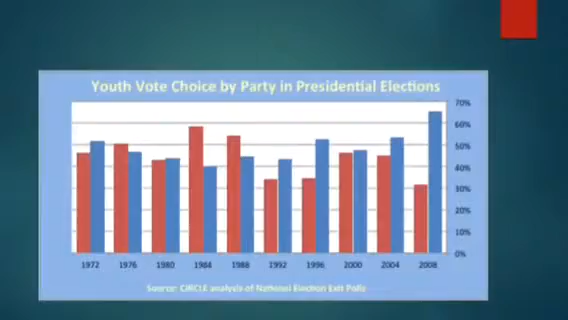 Youth Vote Choice by Party in Presidential Elections
70%
60%
50%
40%
30%
20%
10%
0%
1972 1976 1980 1984 1988 1992 1996 2000 2004 2008
Source: CIRCLE analysis of National Election Exit Polls